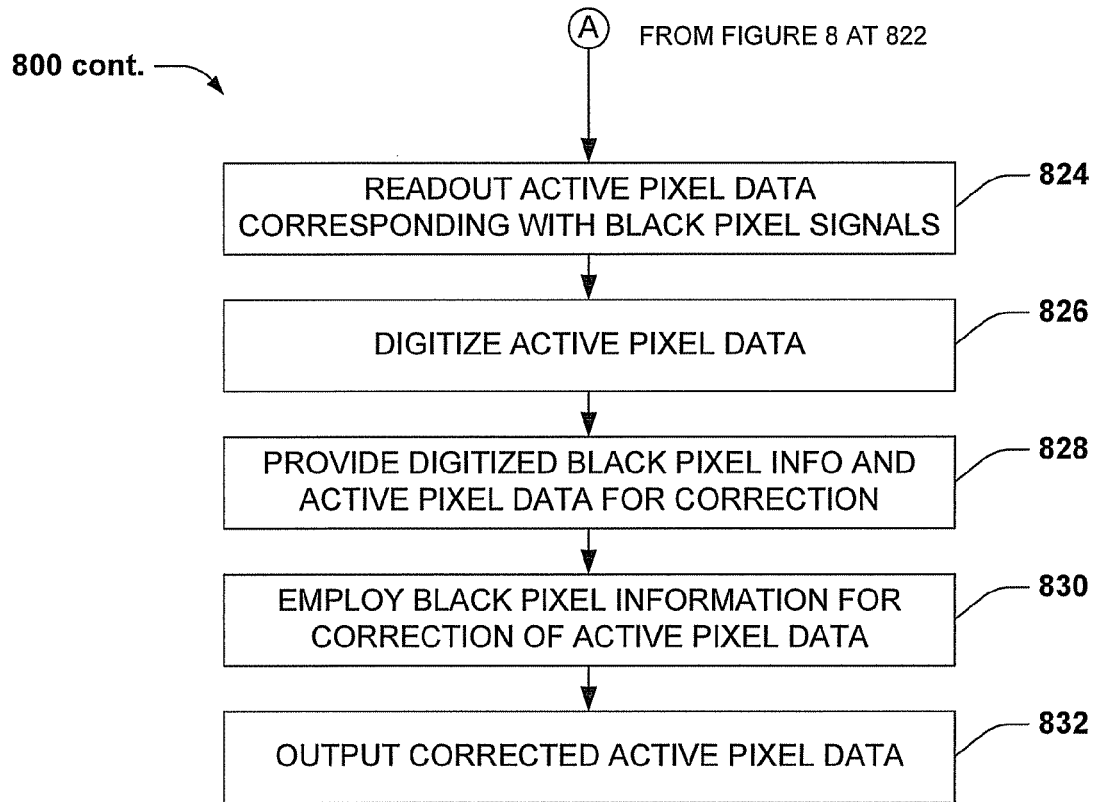 A FROM FIGURE 8 AT 822
800 cont.
READOUT ACTIVE PIXEL DATA
CORRESPONDING WITH BLACK PIXEL SIGNALS
824
DIGITIZE ACTIVE PIXEL DATA
826
PROVIDE DIGITIZED BLACK PIXEL INFO AND
ACTIVE PIXEL DATA FOR CORRECTION
828
EMPLOY BLACK PIXEL INFORMATION FOR
CORRECTION OF ACTIVE PIXEL DATA
830
OUTPUT CORRECTED ACTIVE PIXEL DATA
832